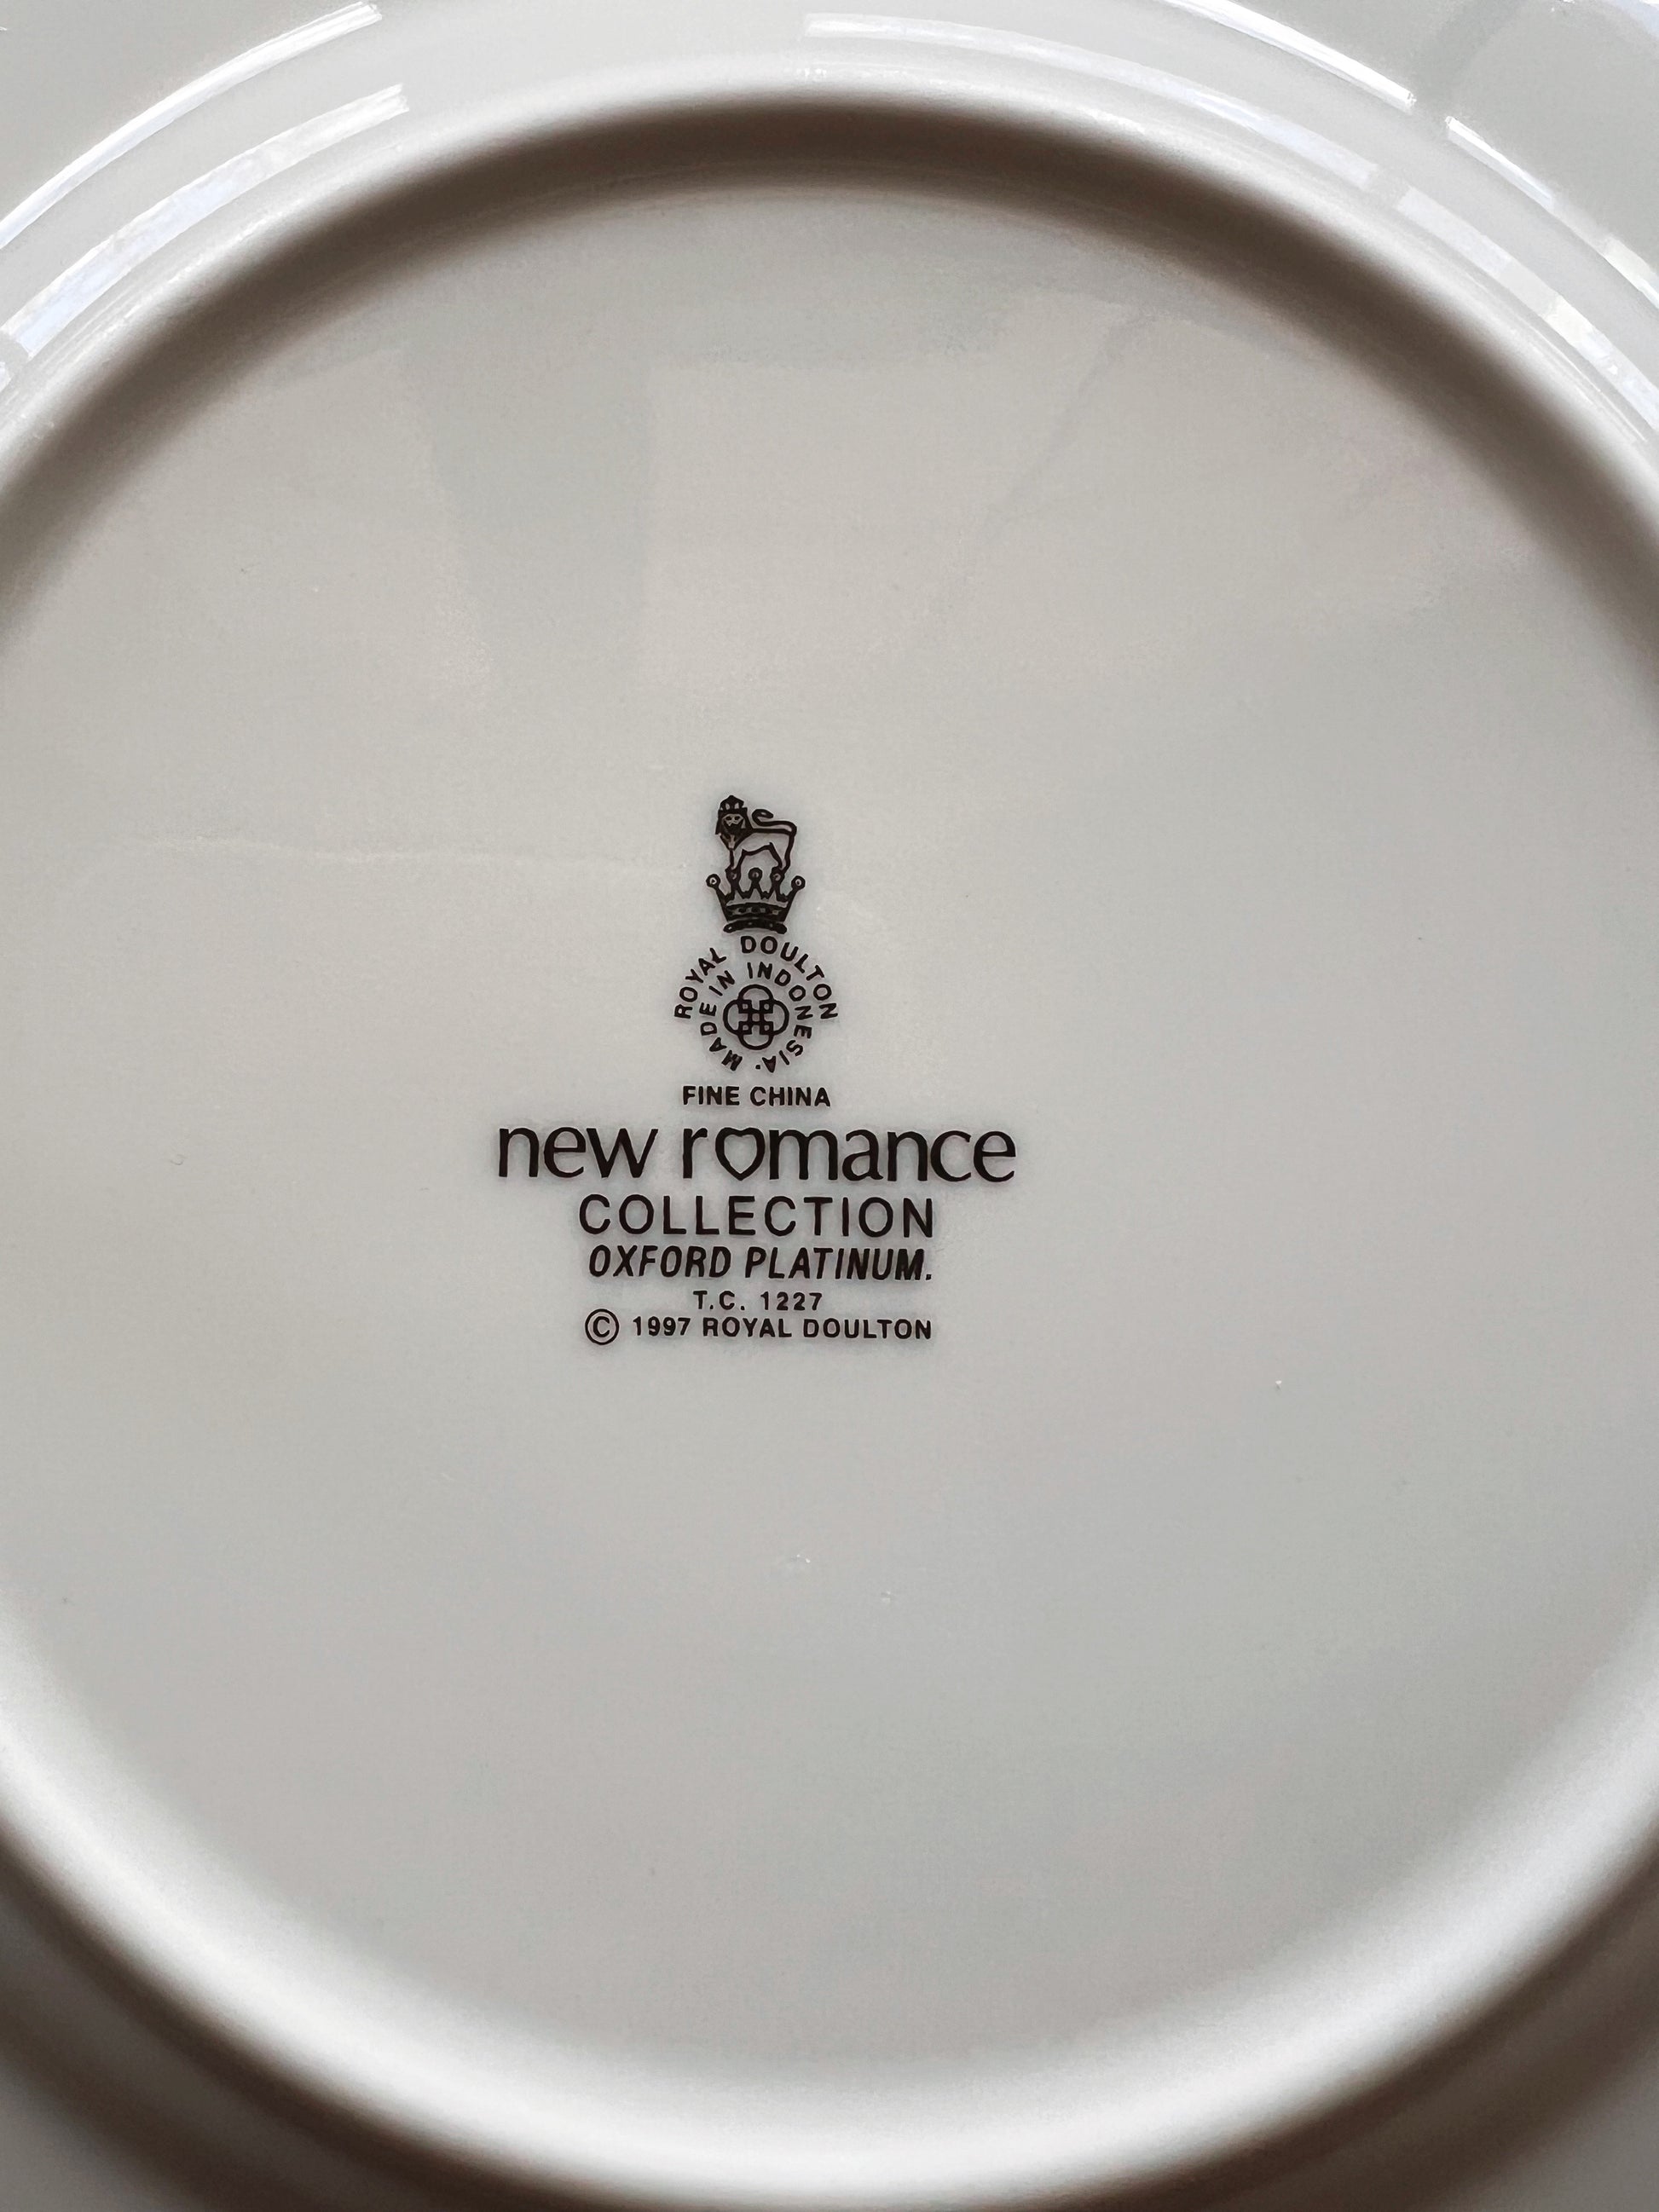 ROYAL DOULTON
MADE IN INDONESIA.
FINE CHINA
new romance
COLLECTION
OXFORD PLATINUM.
T.C. 1227
© 1997 ROYAL DOULTON